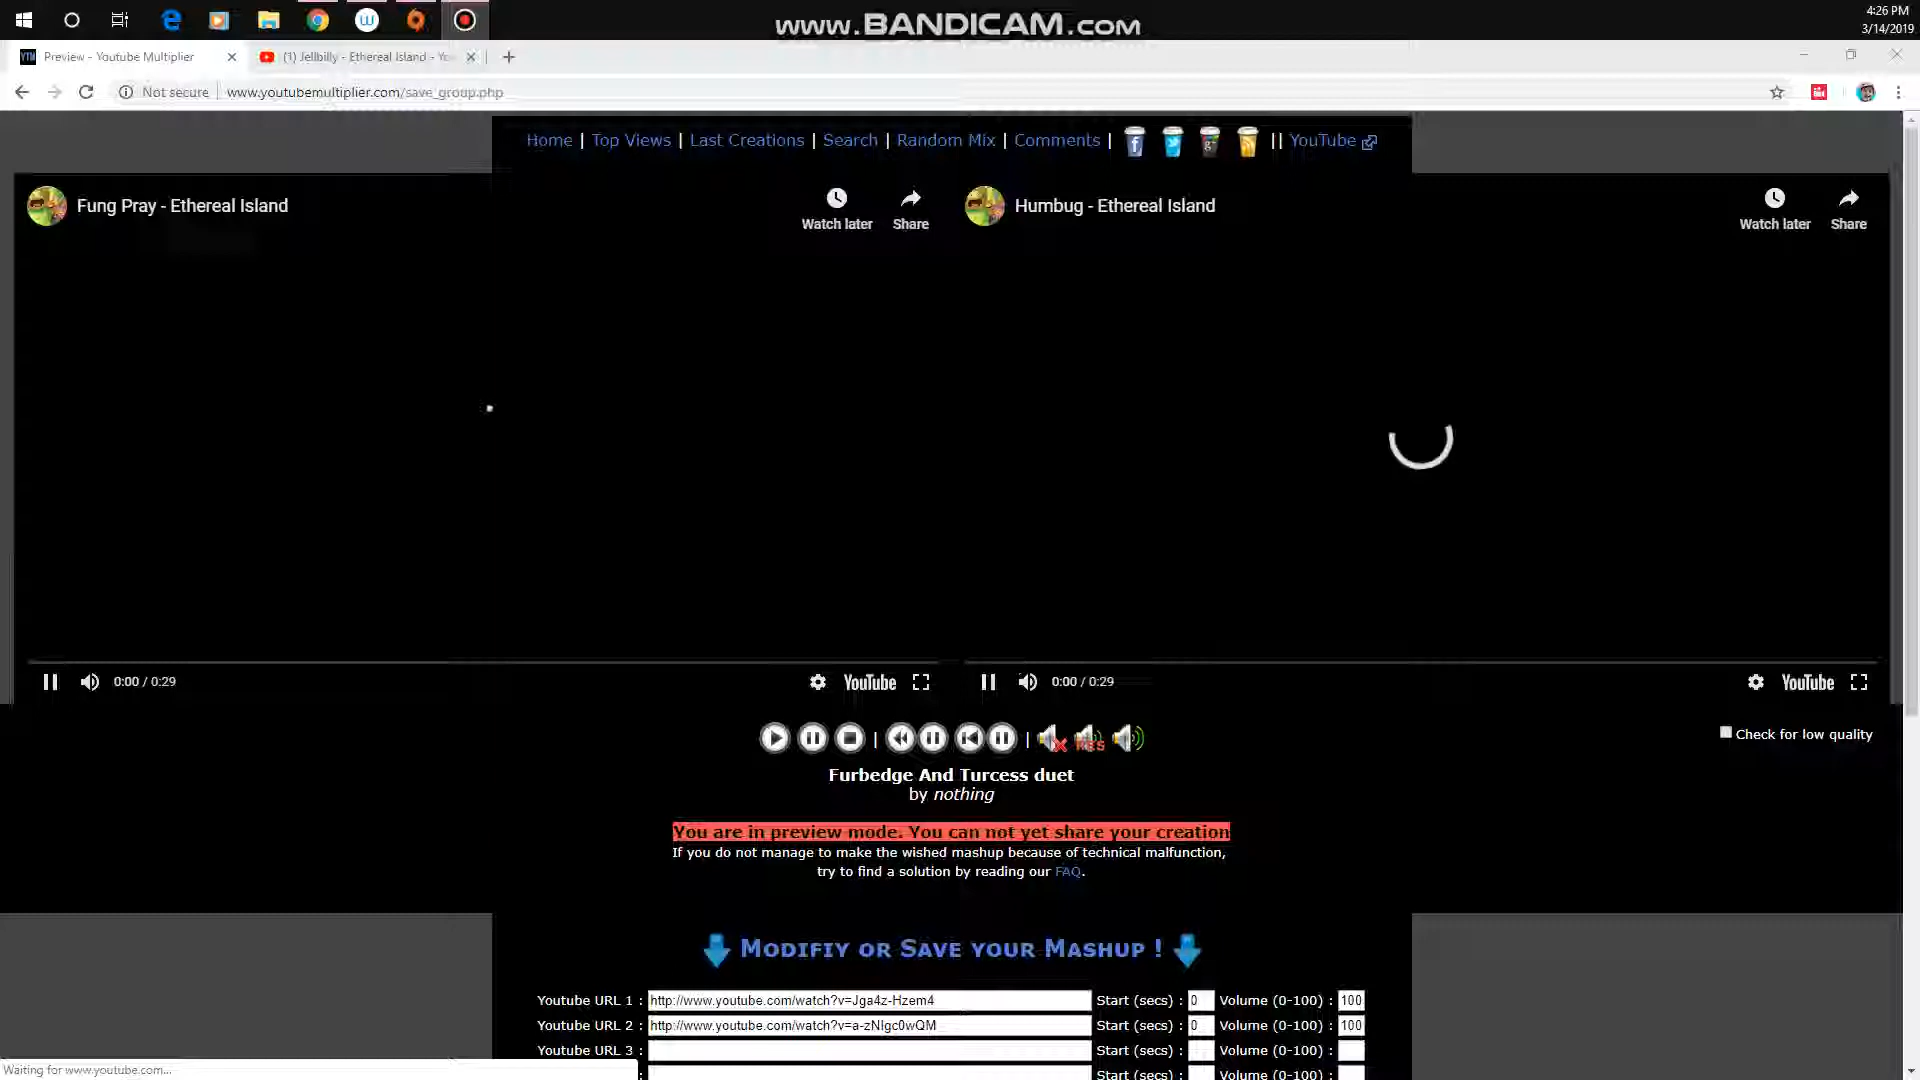 www.BANDICAM.com
4:26 PM
3/14/2019
Preview - Youtube Multiplier
(1) Jellbilly - Ethereal Island - Yo
Not secure
www.youtubemultiplier.com/save_group.php
Home | Top Views | Last Creations | Search | Random Mix | Comments | || YouTube
Fung Pray - Ethereal Island
Watch later
Share
Humbug - Ethereal Island
Watch later
Share
0:00 / 0:29
YouTube
0:00 / 0:29
YouTube
RES
Check for low quality
Furbedge And Turcess duet
by nothing
You are in preview mode. You can not yet share your creation
If you do not manage to make the wished mashup because of technical malfunction,
try to find a solution by reading our FAQ.
Modifiy or Save your Mashup !
Youtube URL 1 : http://www.youtube.com/watch?v=Jga4z-Hzem4 Start (secs) : 0 Volume (0-100) : 100
Youtube URL 2 : http://www.youtube.com/watch?v=a-zNIgc0wQM Start (secs) : 0 Volume (0-100) : 100
Youtube URL 3 : Start (secs) : Volume (0-100) :
: Start (secs) : Volume (0-100) :
Waiting for www.youtube.com...